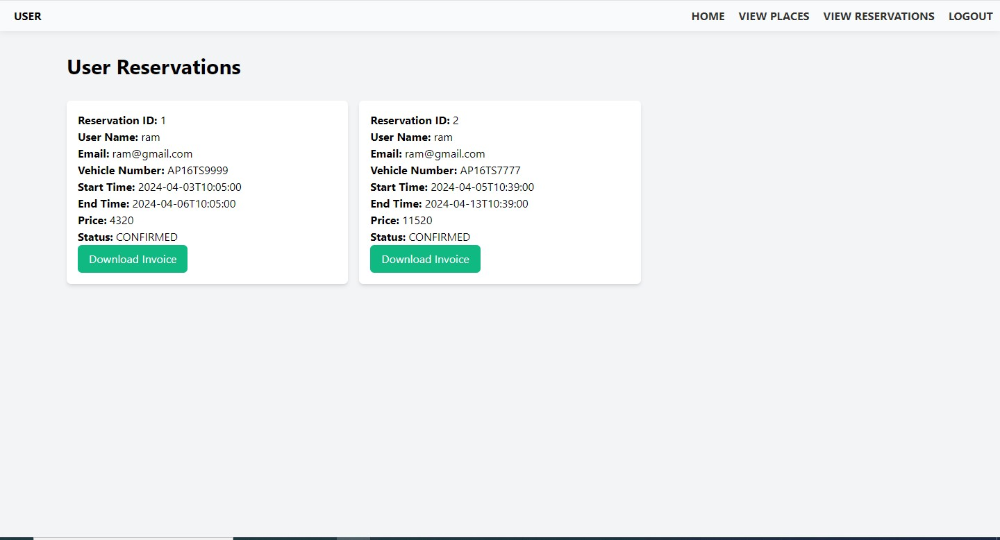 USER
HOME VIEW PLACES VIEW RESERVATIONS LOGOUT
User Reservations
Reservation ID: 1
User Name: ram
Email: ram@gmail.com
Vehicle Number: AP16TS9999
Start Time: 2024-04-03T10:05:00
End Time: 2024-04-06T10:05:00
Price: 4320
Status: CONFIRMED
Download Invoice
Reservation ID: 2
User Name: ram
Email: ram@gmail.com
Vehicle Number: AP16TS7777
Start Time: 2024-04-05T10:39:00
End Time: 2024-04-13T10:39:00
Price: 11520
Status: CONFIRMED
Download Invoice